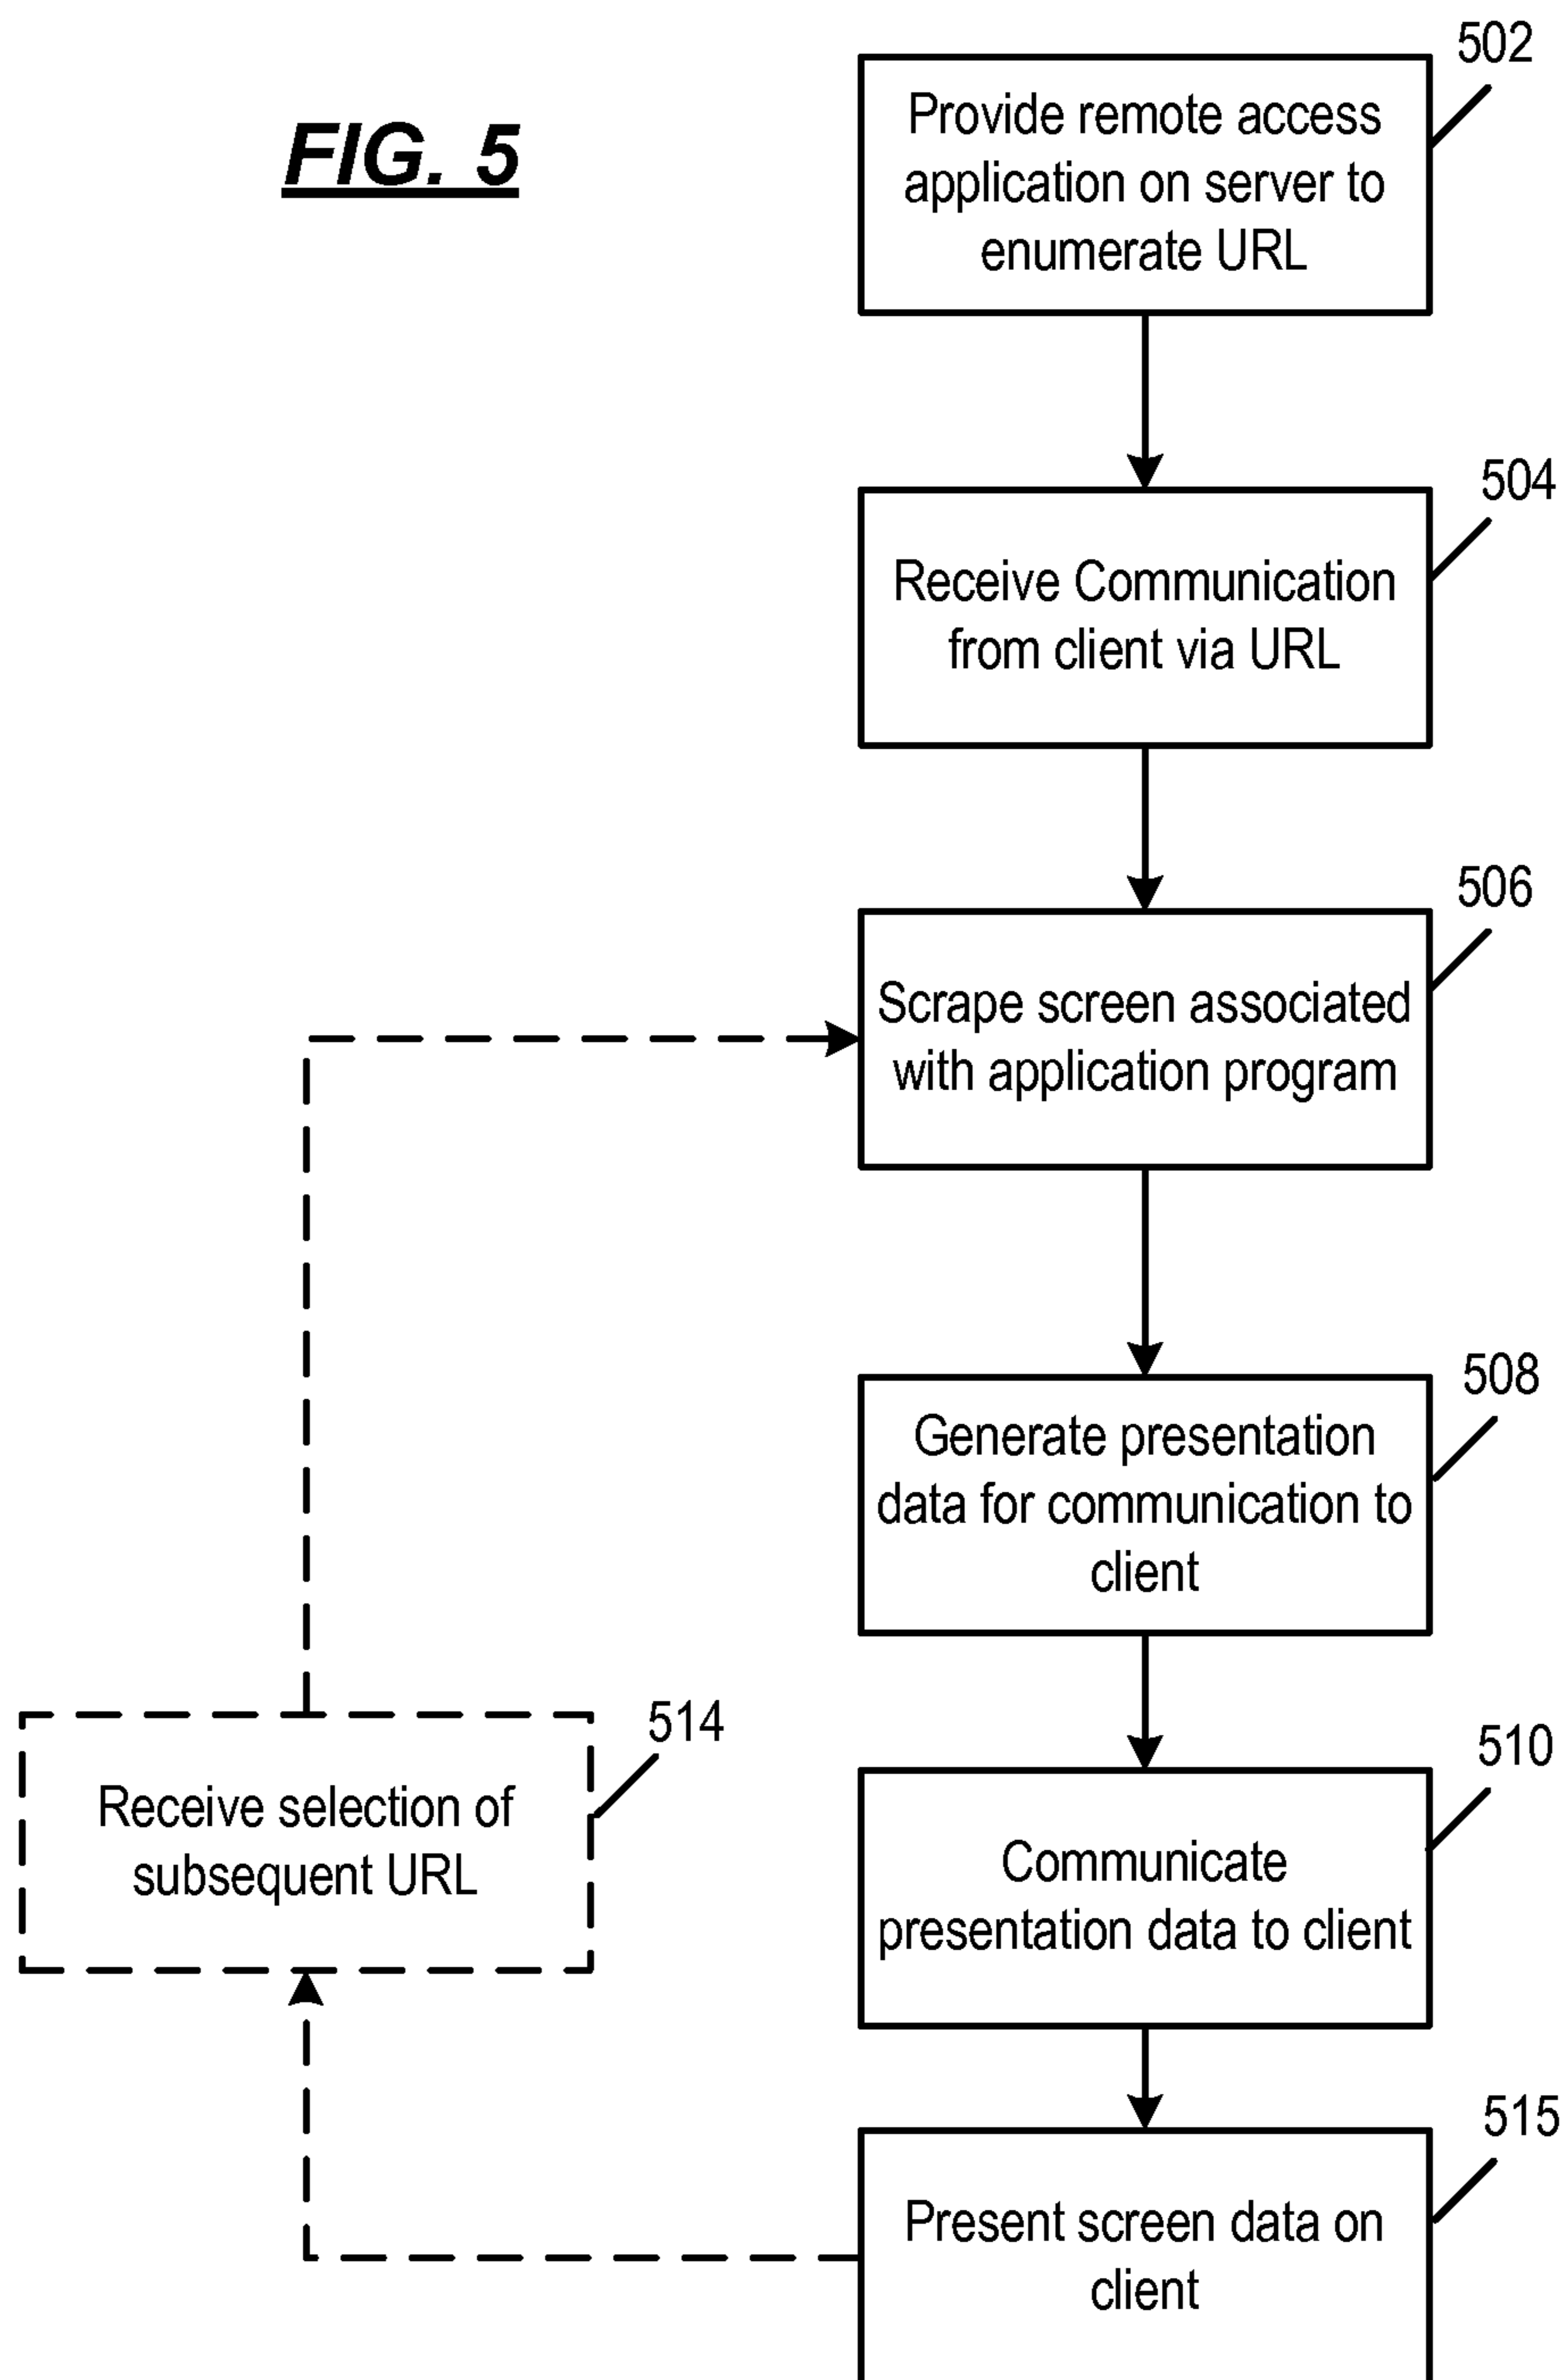 FIG. 5
502
Provide remote access
application on server to
enumerate URL
504
Receive Communication
from client via URL
506
Scrape screen associated
with application program
508
Generate presentation
data for communication to
client
514
Receive selection of
subsequent URL
510
Communicate
presentation data to client
515
Present screen data on
client